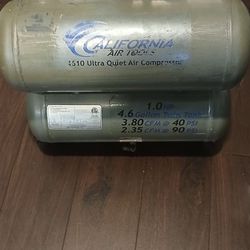 CALIFORNIA
AIR TOOLS
4610 Ultra Quiet Air Compressor
1.0 HP
4.6 Gallon Twin Tank
3.80 CFM @ 40 PSI
2.35 CFM @ 90 PSI